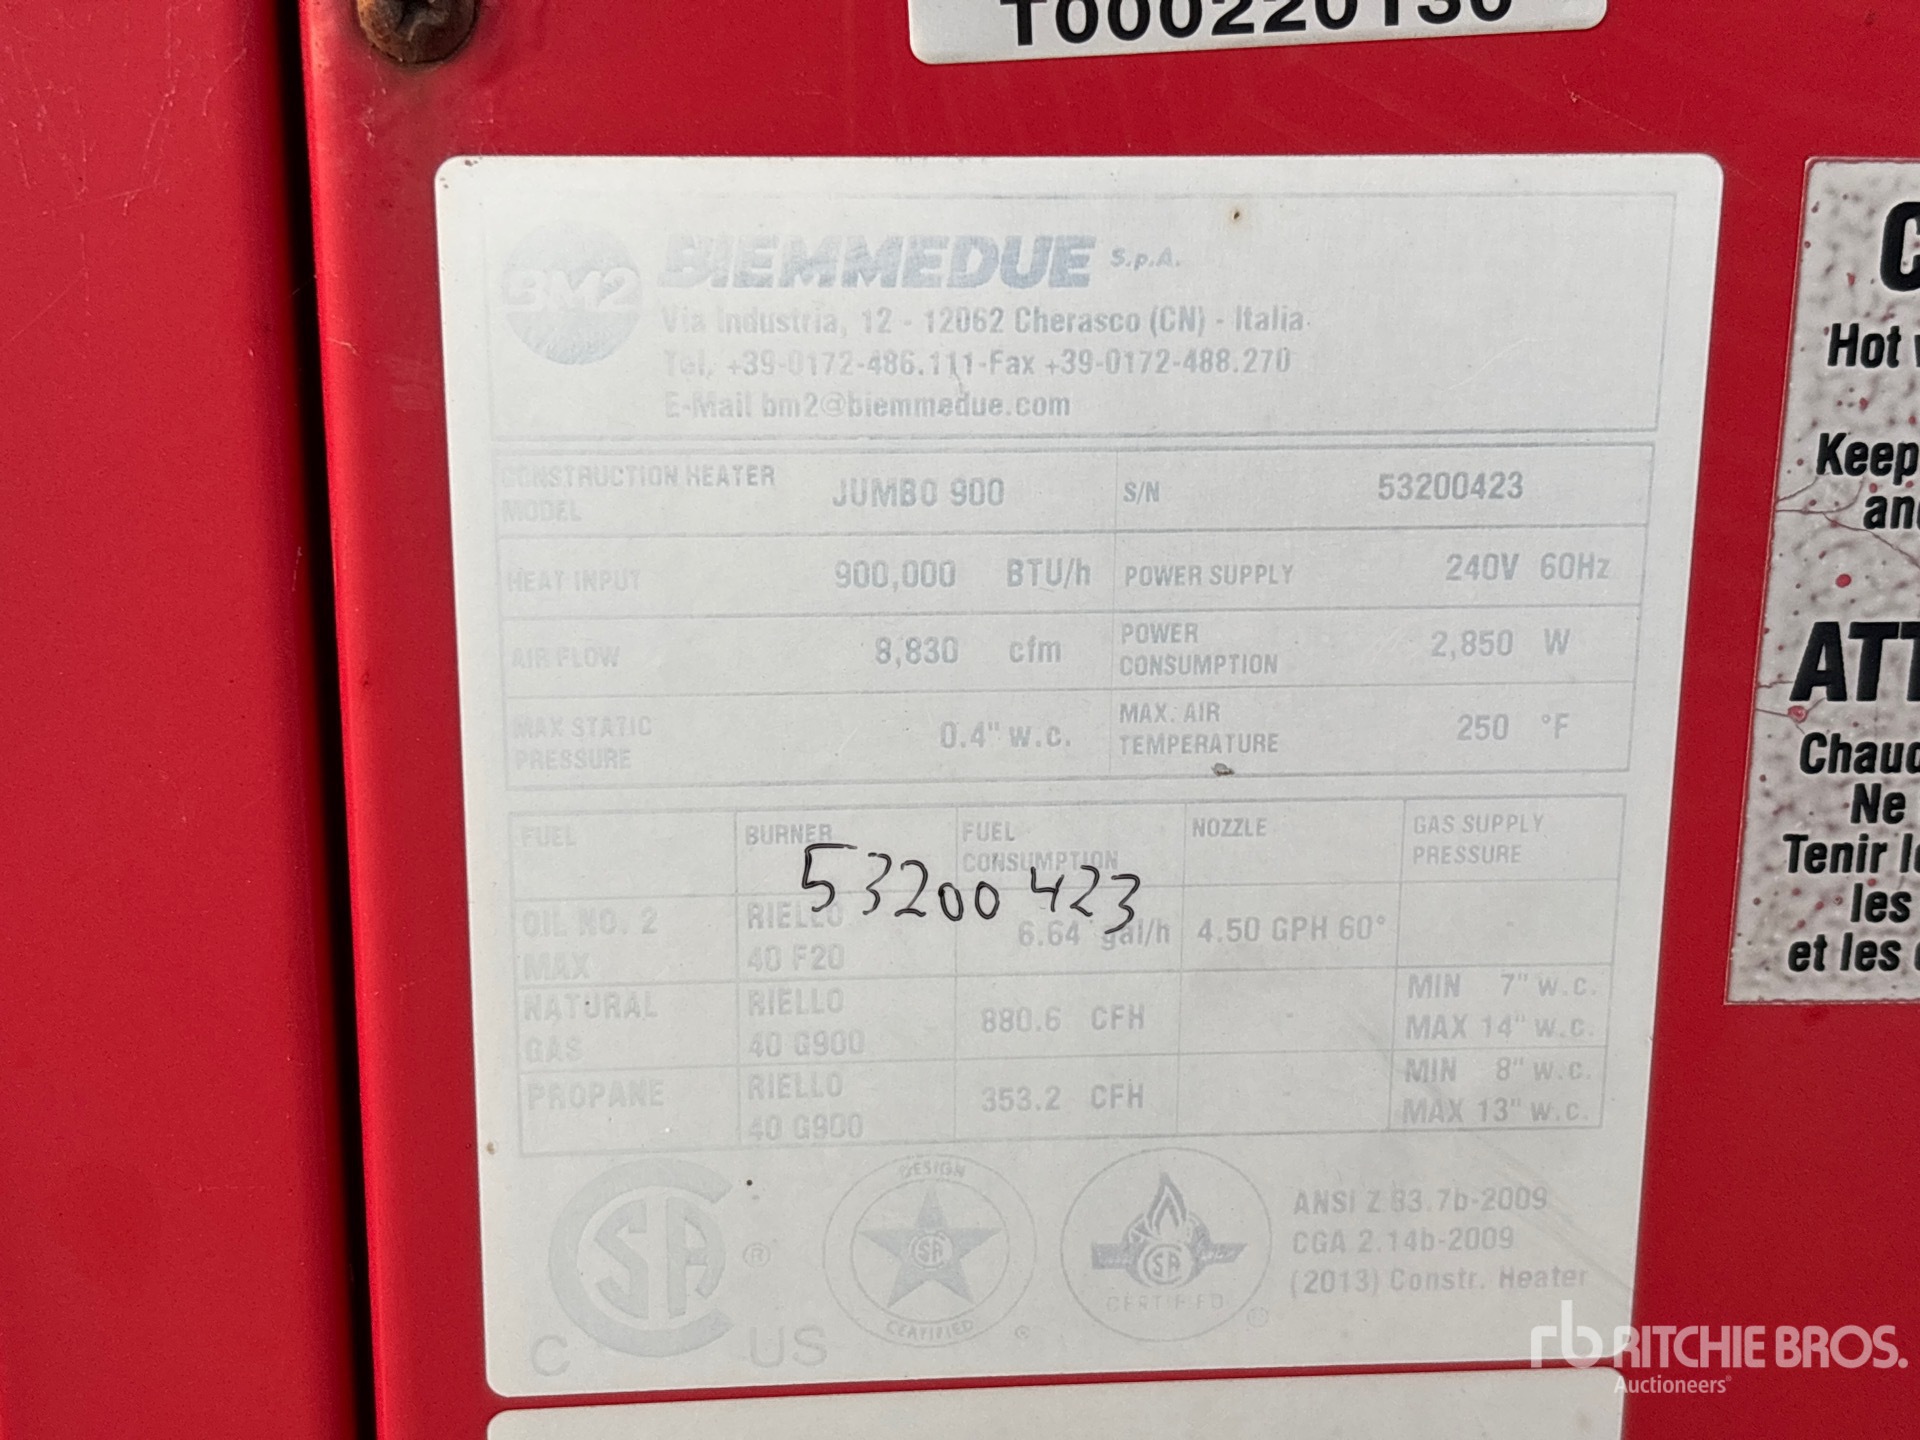 T000220130
BM2
BIEMMEDUE S.p.A.
Via Industria, 12 - 12062 Cherasco (CN) - Italia
Tel. +39-0172-486.111-Fax +39-0172-488.270
E-Mail bm2@biemmedue.com
CONSTRUCTION HEATER MODEL JUMBO 900 S/N 53200423
HEAT INPUT 900,000 BTU/h POWER SUPPLY 240V 60Hz
AIR FLOW 8,830 cfm POWER CONSUMPTION 2,850 W
MAX STATIC PRESSURE 0.4" w.c. MAX. AIR TEMPERATURE 250 °F
FUEL BURNER FUEL CONSUMPTION NOZZLE GAS SUPPLY PRESSURE
53200423
OIL NO. 2 MAX RIELLO 40 F20 6.64 gal/h 4.50 GPH 60° -
NATURAL GAS RIELLO 40 G900 880.6 CFH - MIN 7" w.c. MAX 14" w.c.
PROPANE RIELLO 40 G900 353.2 CFH - MIN 8" w.c. MAX 13" w.c.
CSA ® C US
DESIGN SA CERTIFIED ®
SA CERTIFIED ®
ANSI Z 83.7b-2009
CGA 2.14b-2009
(2013) Constr. Heater
Hot
Keep
ATT
Ne
les
et les
rb RITCHIE BROS.
Auctioneers